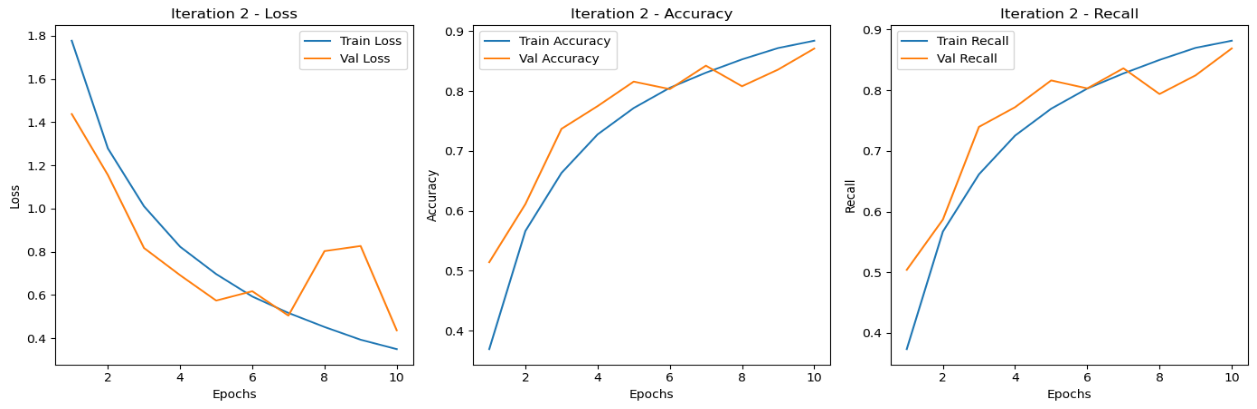 Iteration 2 - Loss
Train Loss
Val Loss
1.8
1.6
1.4
1.2
1.0
0.8
0.6
0.4
Loss
2
4
6
8
10
Epochs
Iteration 2 - Accuracy
Train Accuracy
Val Accuracy
0.9
0.8
0.7
0.6
0.5
0.4
Accuracy
2
4
6
8
10
Epochs
Iteration 2 - Recall
Train Recall
Val Recall
0.9
0.8
0.7
0.6
0.5
0.4
Recall
2
4
6
8
10
Epochs